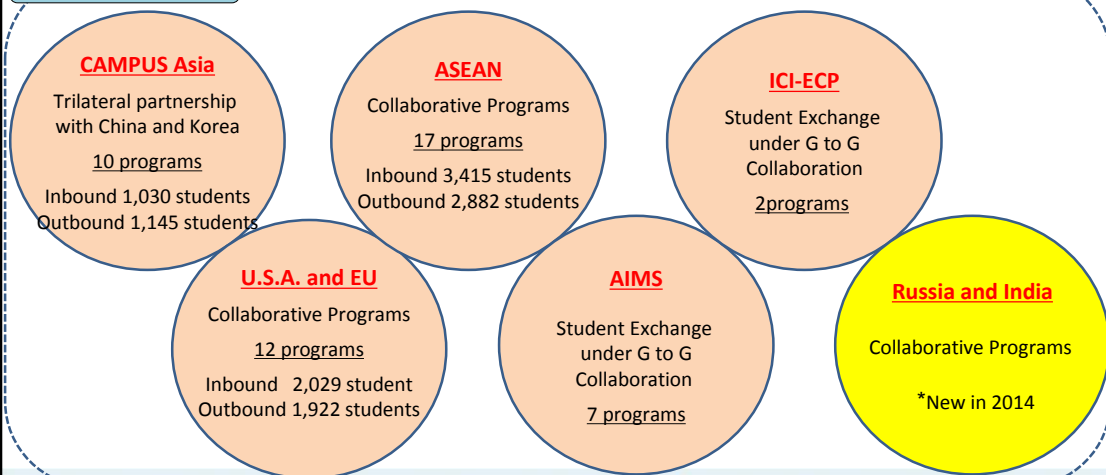 CAMPUS Asia
Trilateral partnership
with China and Korea
10 programs
Inbound 1,030 students
Outbound 1,145 students
ASEAN
Collaborative Programs
17 programs
Inbound 3,415 students
Outbound 2,882 students
ICI-ECP
Student Exchange
under G to G
Collaboration
2programs
U.S.A. and EU
Collaborative Programs
12 programs
Inbound 2,029 student
Outbound 1,922 students
AIMS
Student Exchange
under G to G
Collaboration
7 programs
Russia and India
Collaborative Programs
*New in 2014